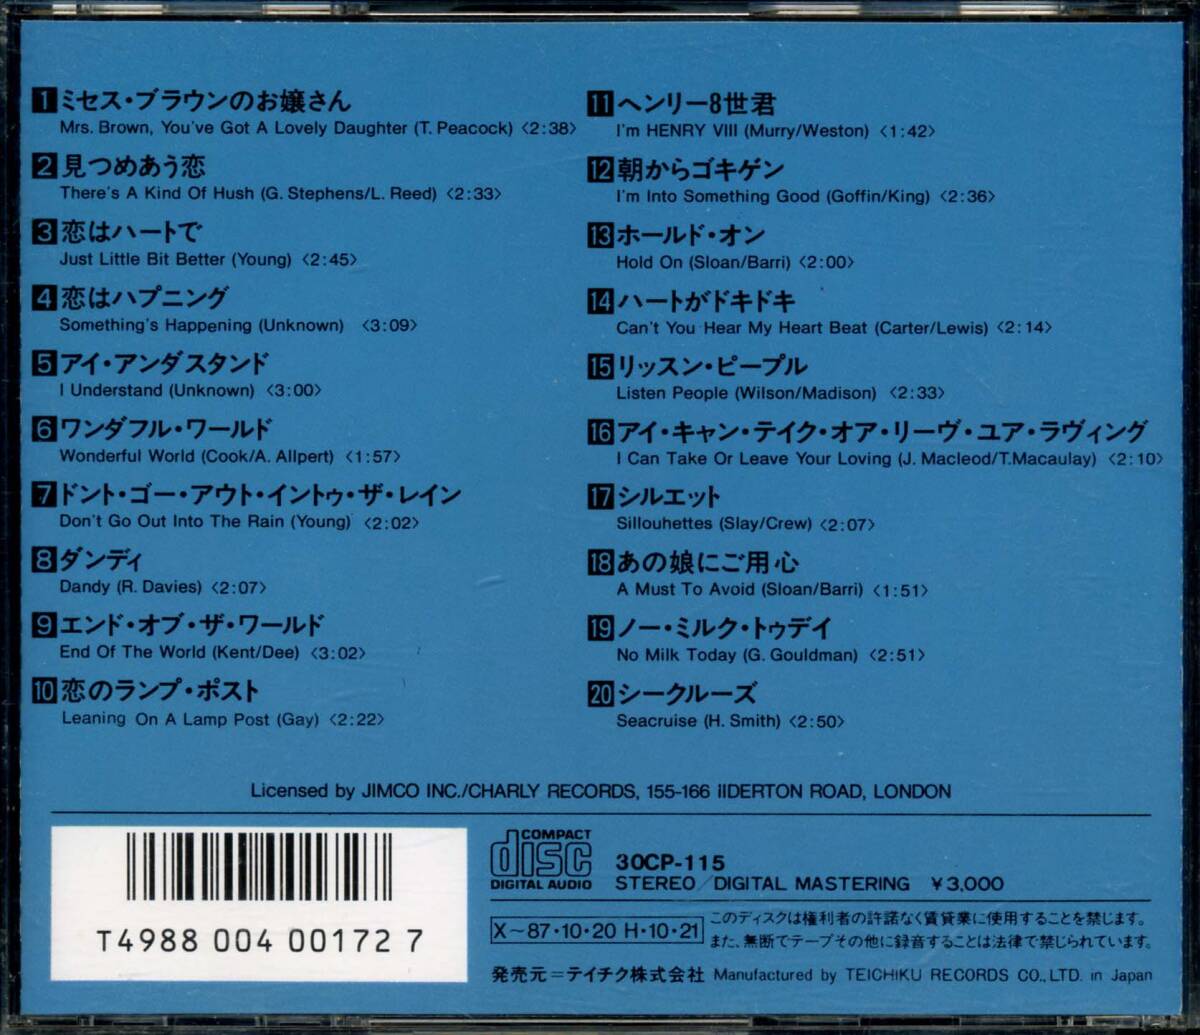 1 ミセス・ブラウンのお嬢さん
Mrs. Brown, You've Got A Lovely Daughter (T. Peacock) 〈2:38〉
2 見つめあう恋
There's A Kind Of Hush (G. Stephens/L. Reed) 〈2:33〉
3 恋はハートで
Just Little Bit Better (Young) 〈2:45〉
4 恋はハプニング
Something's Happening (Unknown) 〈3:09〉
5 アイ・アンダスタンド
I Understand (Unknown) 〈3:00〉
6 ワンダフル・ワールド
Wonderful World (Cook/A. Allpert) 〈1:57〉
7 ドント・ゴー・アウト・イントゥ・ザ・レイン
Don't Go Out Into The Rain (Young) 〈2:02〉
8 ダンディ
Dandy (R. Davies) 〈2:07〉
9 エンド・オブ・ザ・ワールド
End Of The World (Kent/Dee) 〈3:02〉
10 恋のランプ・ポスト
Leaning On A Lamp Post (Gay) 〈2:22〉
11 ヘンリー8世君
I'm HENRY VIII (Murry/Weston) 〈1:42〉
12 朝からゴキゲン
I'm Into Something Good (Goffin/King) 〈2:36〉
13 ホールド・オン
Hold On (Sloan/Barri) 〈2:00〉
14 ハートがドキドキ
Can't You Hear My Heart Beat (Carter/Lewis) 〈2:14〉
15 リッスン・ピープル
Listen People (Wilson/Madison) 〈2:33〉
16 アイ・キャン・テイク・オア・リーヴ・ユア・ラヴィング
I Can Take Or Leave Your Loving (J. Macleod/T.Macaulay) 〈2:10〉
17 シルエット
Sillouhettes (Slay/Crew) 〈2:07〉
18 あの娘にご用心
A Must To Avoid (Sloan/Barri) 〈1:51〉
19 ノー・ミルク・トゥデイ
No Milk Today (G. Gouldman) 〈2:51〉
20 シークルーズ
Seacruise (H. Smith) 〈2:50〉
Licensed by JIMCO INC./CHARLY RECORDS, 155-166 IIDERTON ROAD, LONDON
T4988 004 00172 7
COMPACT
disc
DIGITAL AUDIO
30CP-115
STEREO/DIGITAL MASTERING ¥3,000
X〜87・10・20 H・10・21
このディスクは権利者の許諾なく賃貸業に使用することを禁じます。
また、無断でテープその他に録音することは法律で禁じられています。
発売元=テイチク株式会社 Manufactured by TEICHIKU RECORDS CO., LTD. in Japan